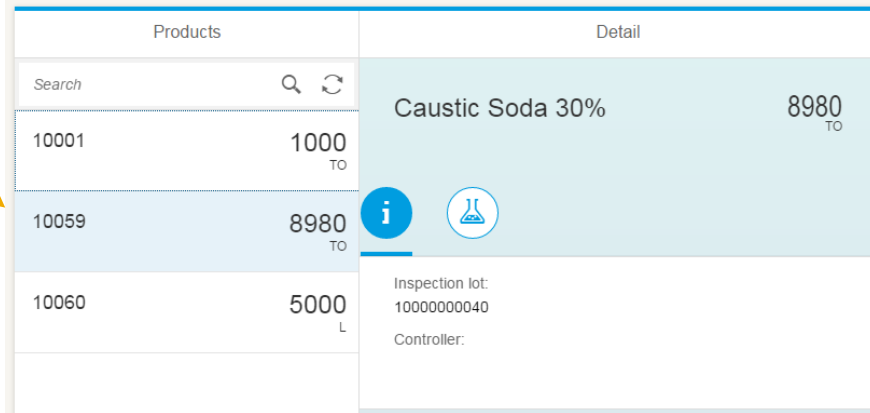 Products
Search
10001 1000
TO
10059 8980
TO
10060 5000
L
Detail
Caustic Soda 30% 8980
TO
i
Inspection lot:
10000000040
Controller: